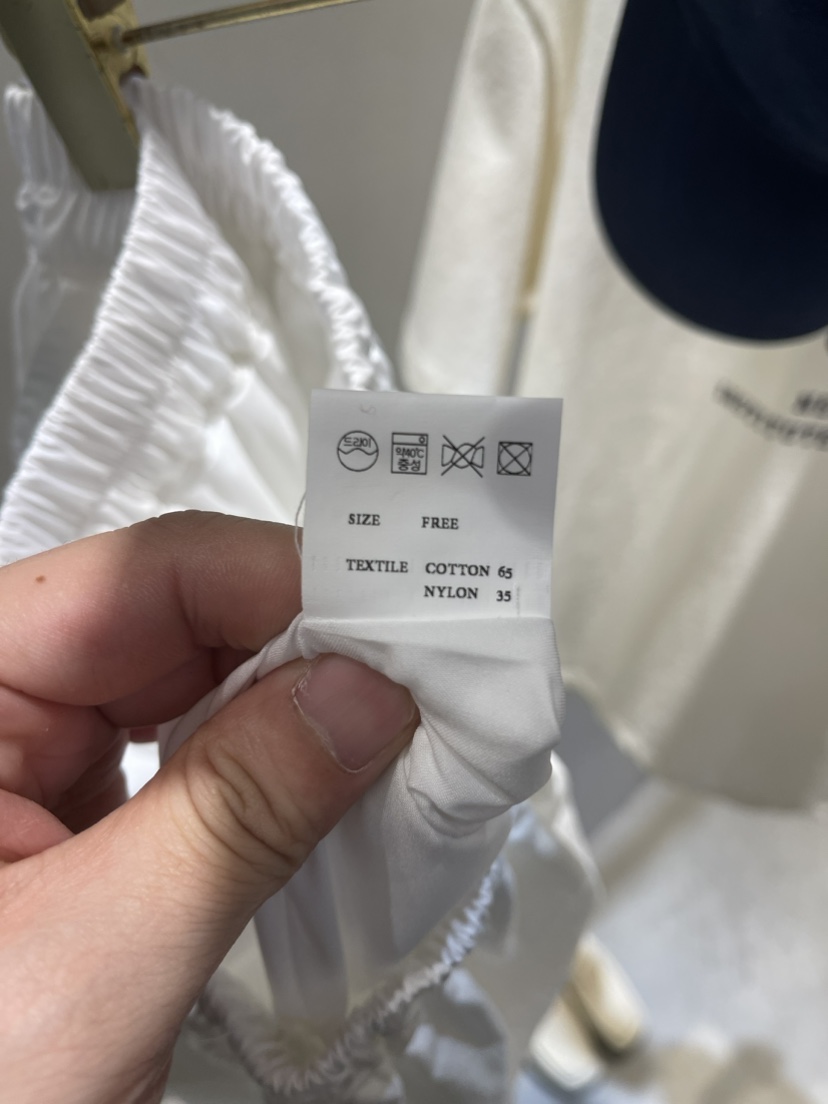 드라이
약40℃
중성
SIZE FREE
TEXTILE COTTON 65
NYLON 35